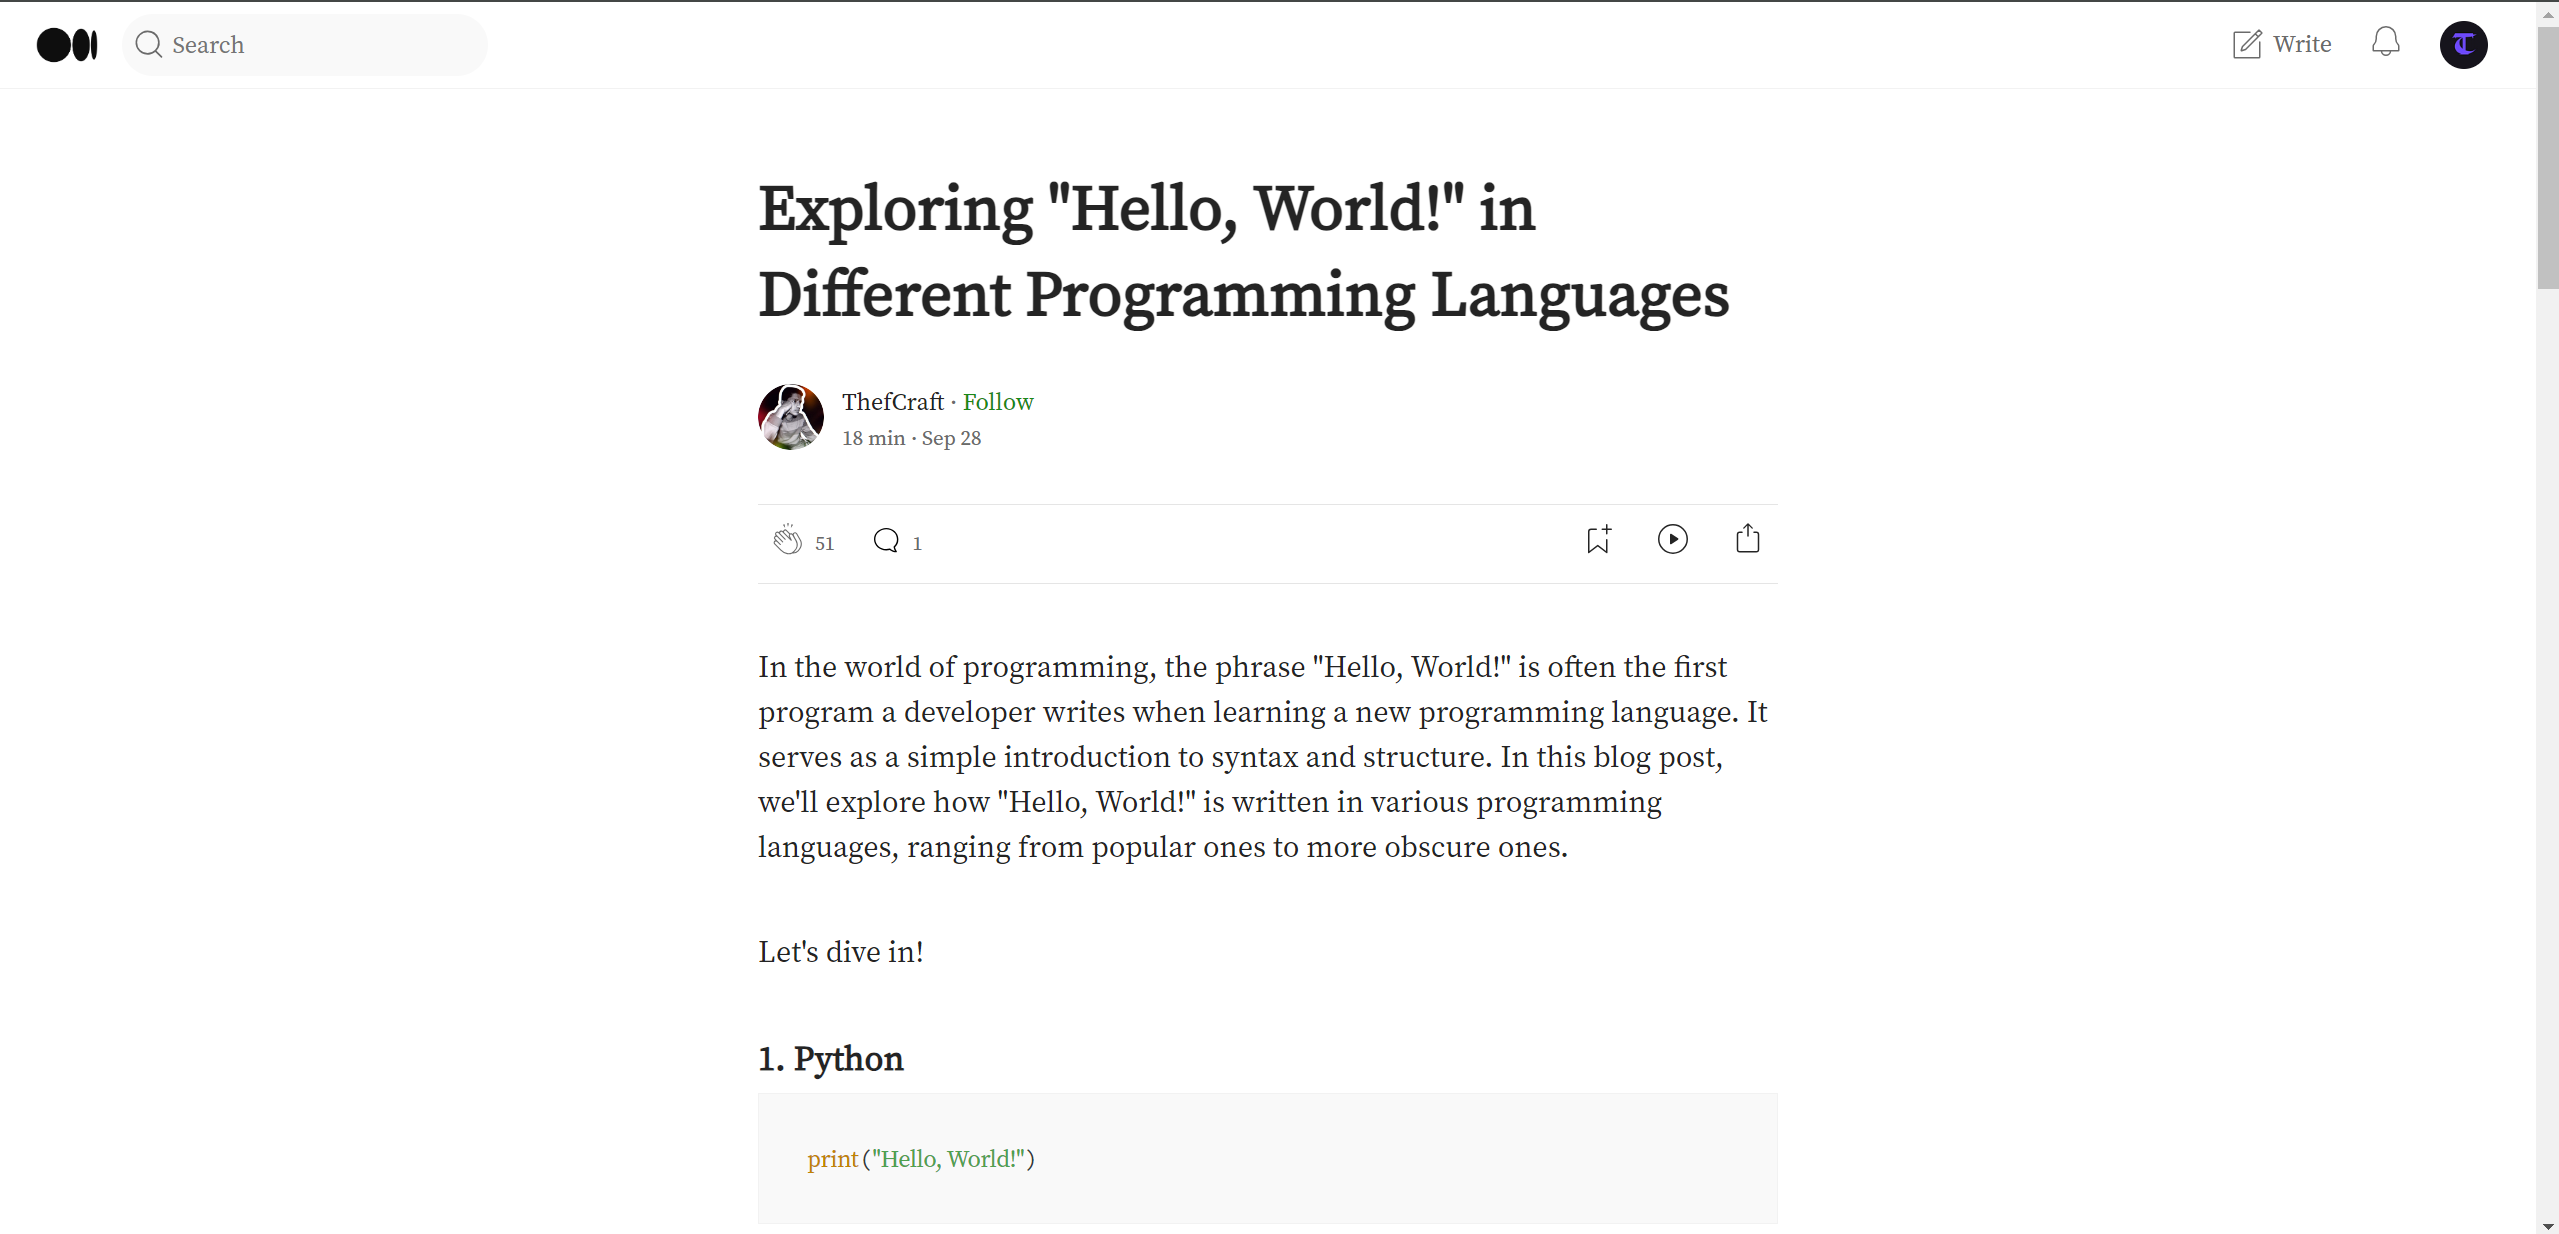 Search
Write
T
Exploring "Hello, World!" in
Different Programming Languages
ThefCraft · Follow
18 min · Sep 28
51
1
In the world of programming, the phrase "Hello, World!" is often the first
program a developer writes when learning a new programming language. It
serves as a simple introduction to syntax and structure. In this blog post,
we'll explore how "Hello, World!" is written in various programming
languages, ranging from popular ones to more obscure ones.
Let's dive in!
1. Python
print("Hello, World!")